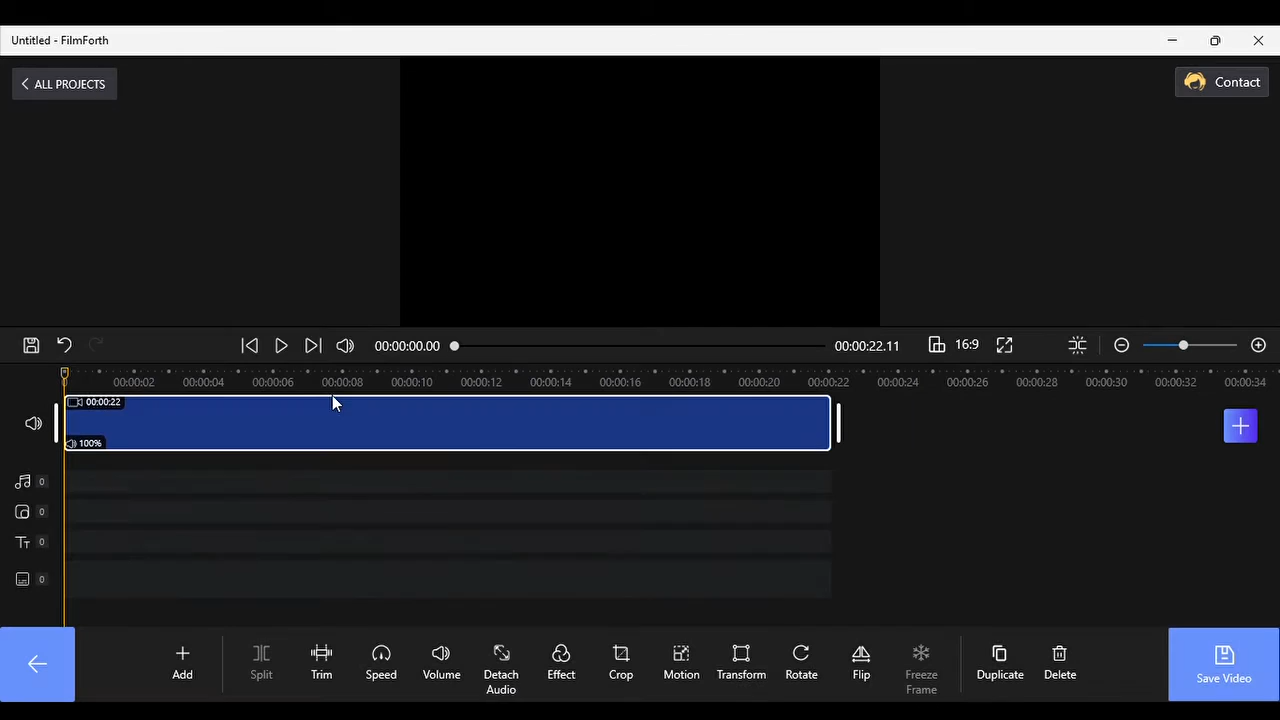 Untitled - FilmForth
ALL PROJECTS
Contact
00:00:00.00
00:00:22.11
16:9
0 00:00:02 00:00:04 00:00:06 00:00:08 00:00:10 00:00:12 00:00:14 00:00:16 00:00:18 00:00:20 00:00:22 00:00:24 00:00:26 00:00:28 00:00:30 00:00:32 00:00:34
00:00:22
100%
0
0
TT 0
0
Add
Split
Trim
Speed
Volume
Detach
Audio
Effect
Crop
Motion
Transform
Rotate
Flip
Freeze
Frame
Duplicate
Delete
Save Video